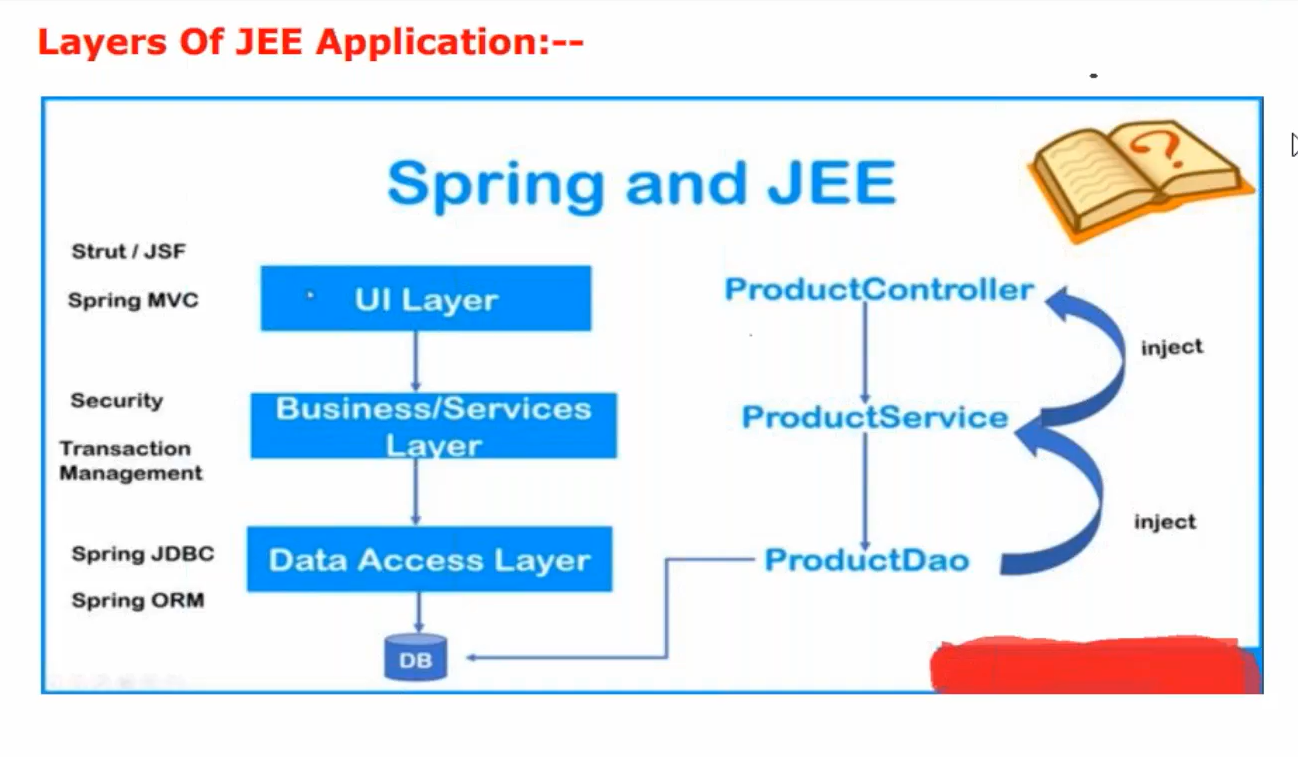 Layers Of JEE Application:--
Spring and JEE
Strut / JSF
Spring MVC
UI Layer
Security
Transaction
Management
Business/Services
Layer
Spring JDBC
Spring ORM
Data Access Layer
DB
ProductController
inject
ProductService
inject
ProductDao